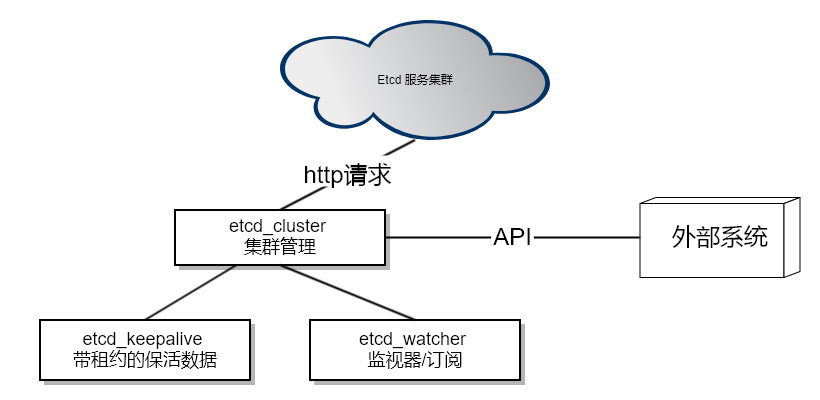 Etcd 服务集群
http请求
etcd_cluster
集群管理
API
外部系统
etcd_keepalive
带租约的保活数据
etcd_watcher
监视器/订阅